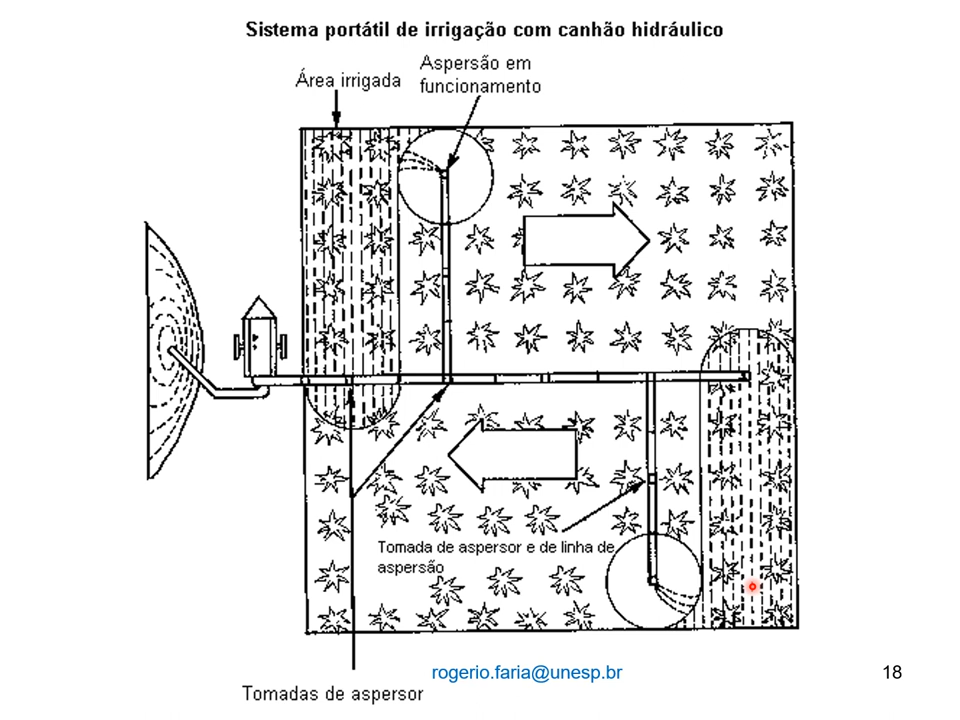 Sistema portátil de irrigação com canhão hidráulico
Aspersão em
funcionamento
Área irrigada
Tomada de aspersor e de linha de
aspersão
rogerio.faria@unesp.br
18
Tomadas de aspersor